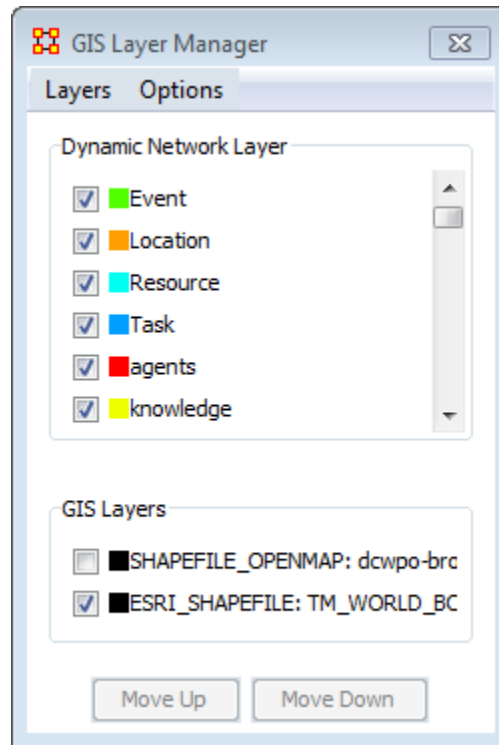 GIS Layer Manager
Layers Options
Dynamic Network Layer
Event
Location
Resource
Task
agents
knowledge
GIS Layers
SHAPEFILE_OPENMAP: dcwpo-bro
ESRI_SHAPEFILE: TM_WORLD_BO
Move Up Move Down